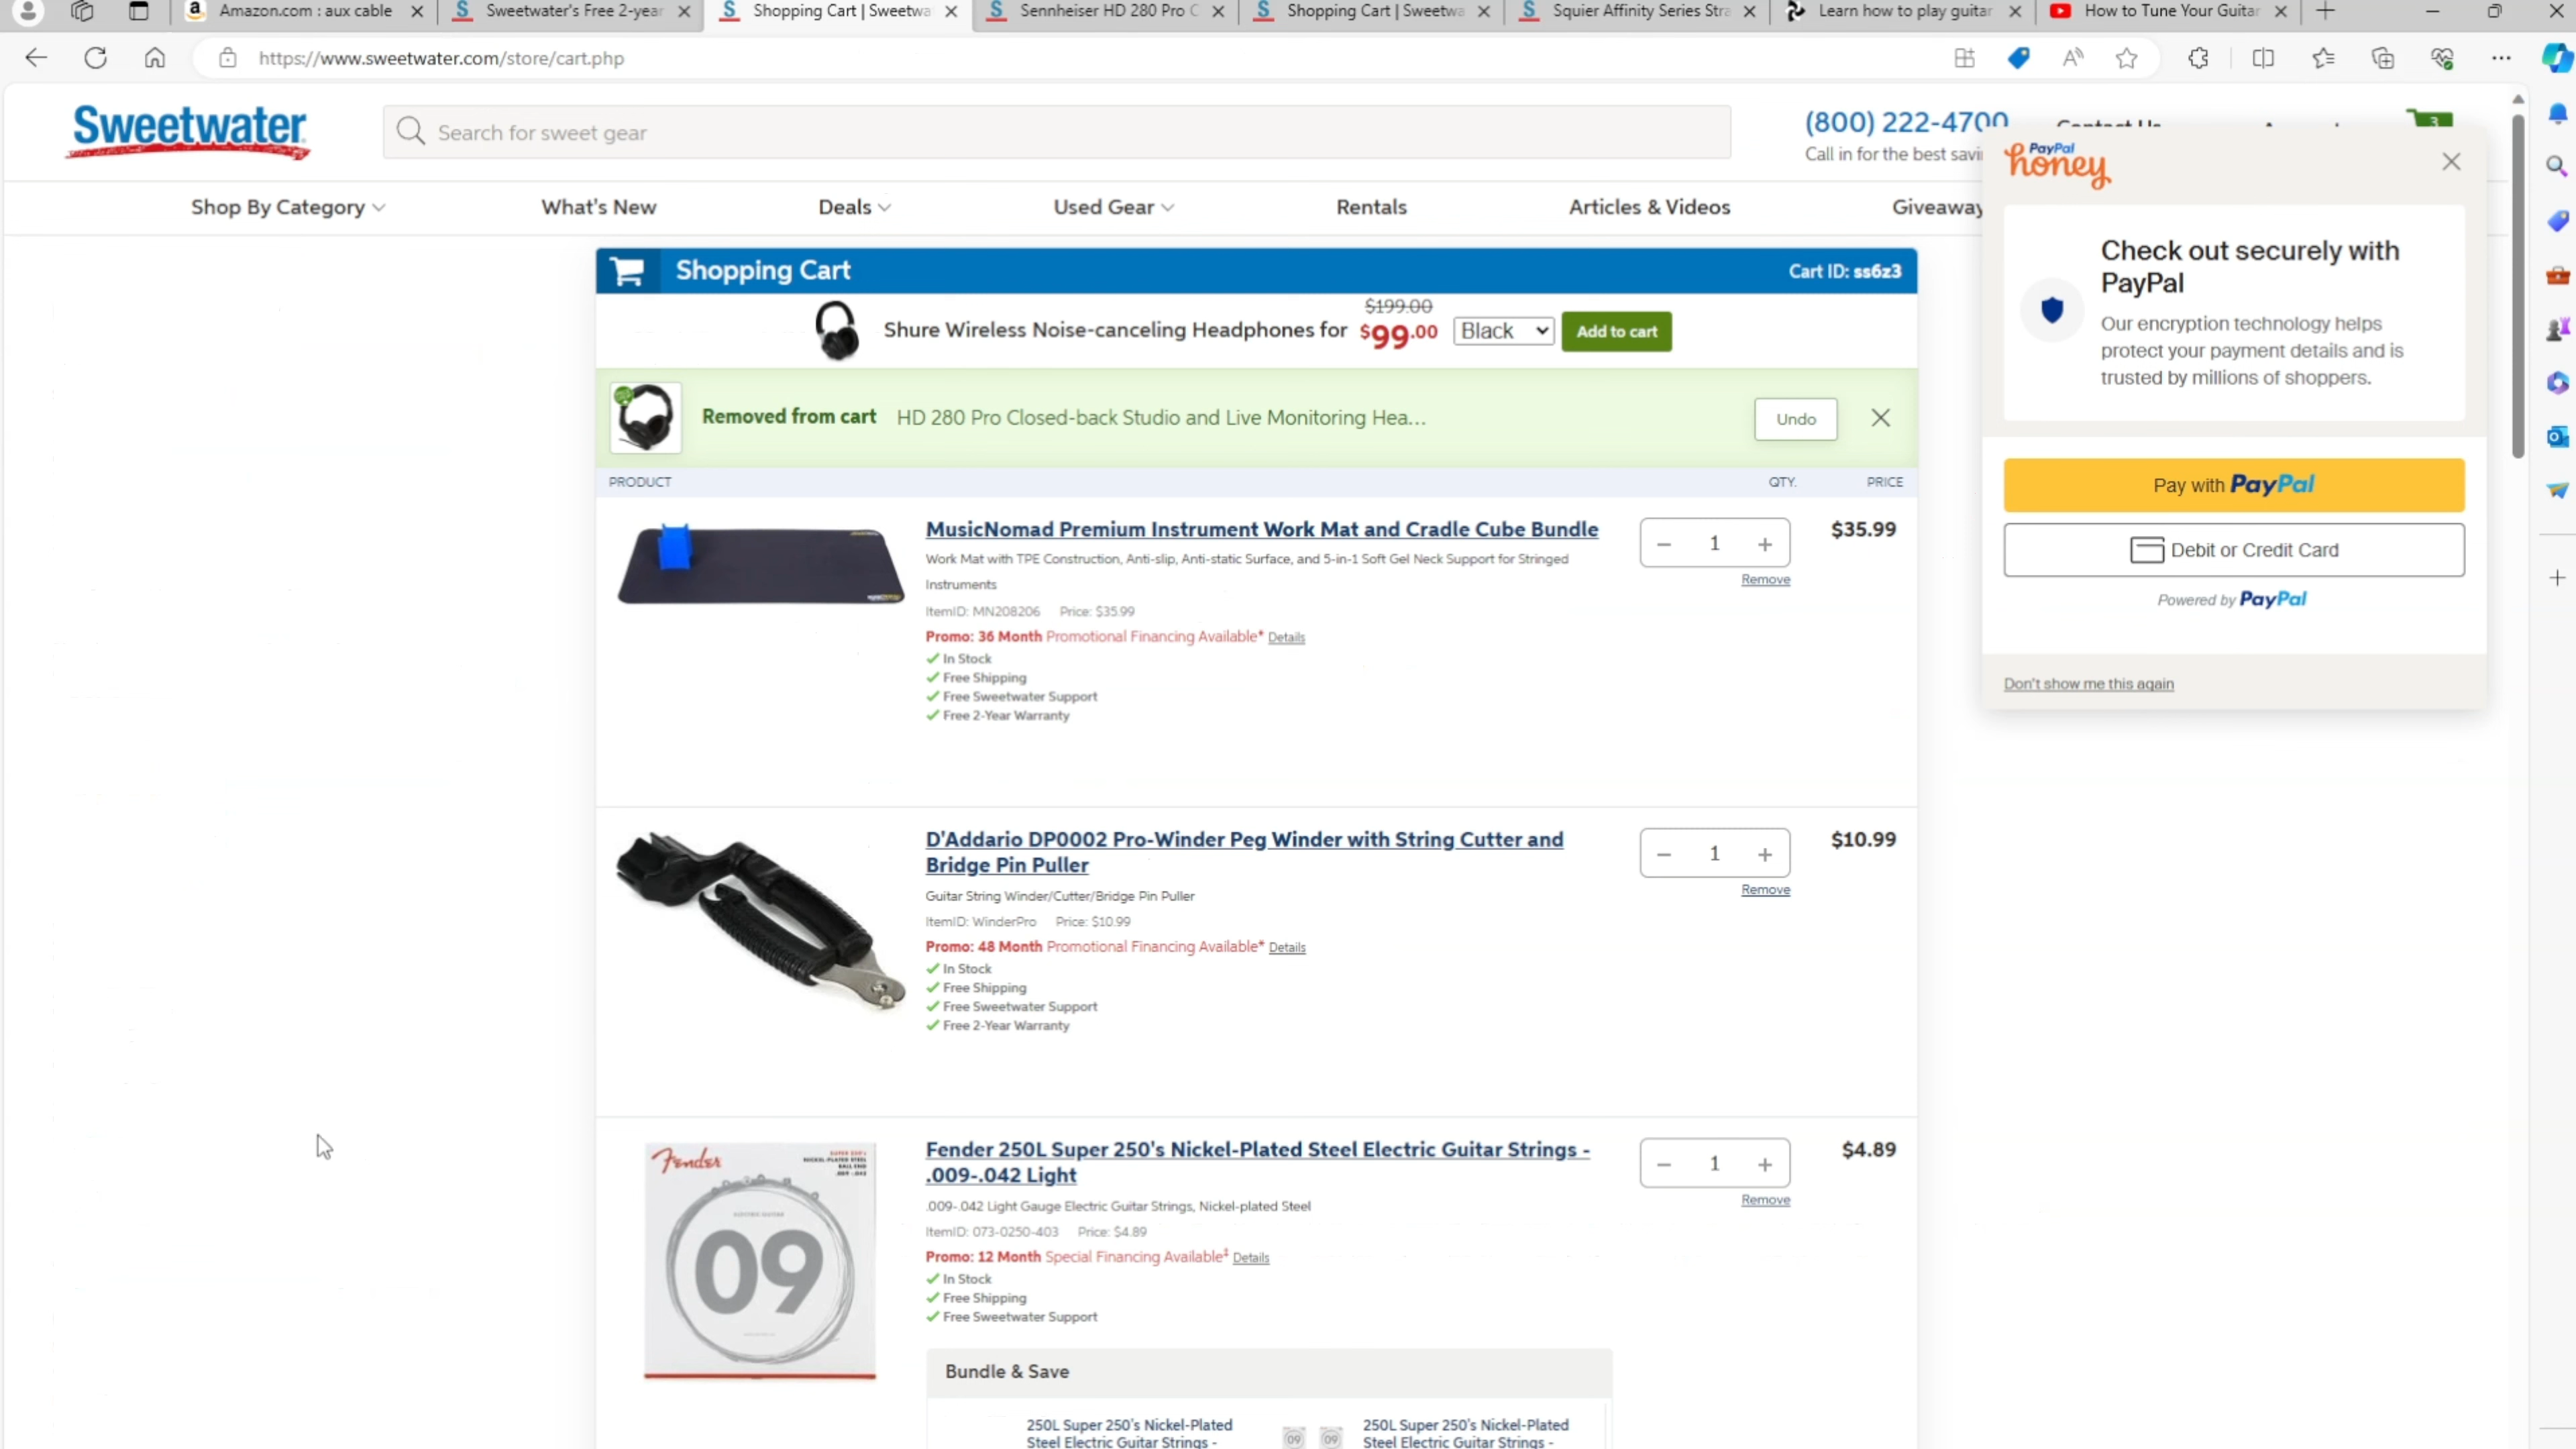 Amazon.com : aux cable
Sweetwater's Free 2-year
Shopping Cart | Sweetwa
Sennheiser HD 280 Pro C
Shopping Cart | Sweetwa
Squier Affinity Series Stra
Learn how to play guitar
How to Tune Your Guitar
https://www.sweetwater.com/store/cart.php
Sweetwater
Search for sweet gear
(800) 222-4700
Call in for the best savi
3
Shop By Category
What's New
Deals
Used Gear
Rentals
Articles & Videos
Giveaway
PayPal
honey
Check out securely with
PayPal
Our encryption technology helps
protect your payment details and is
trusted by millions of shoppers.
Pay with PayPal
Debit or Credit Card
Powered by PayPal
Don't show me this again
Shopping Cart
Cart ID: ss6z3
Shure Wireless Noise-canceling Headphones for $199.00 $99.00 Black Add to cart
Removed from cart HD 280 Pro Closed-back Studio and Live Monitoring Hea... Undo
PRODUCT QTY. PRICE
MusicNomad Premium Instrument Work Mat and Cradle Cube Bundle
1
$35.99
Work Mat with TPE Construction, Anti-slip, Anti-static Surface, and 5-in-1 Soft Gel Neck Support for Stringed
Instruments
Remove
ItemID: MN208206 Price: $35.99
Promo: 36 Month Promotional Financing Available* Details
In Stock
Free Shipping
Free Sweetwater Support
Free 2-Year Warranty
D'Addario DP0002 Pro-Winder Peg Winder with String Cutter and
Bridge Pin Puller
1
$10.99
Remove
Guitar String Winder/Cutter/Bridge Pin Puller
ItemID: WinderPro Price: $10.99
Promo: 48 Month Promotional Financing Available* Details
In Stock
Free Shipping
Free Sweetwater Support
Free 2-Year Warranty
Fender
09
Fender 250L Super 250's Nickel-Plated Steel Electric Guitar Strings -
.009-.042 Light
1
$4.89
Remove
.009-.042 Light Gauge Electric Guitar Strings, Nickel-plated Steel
ItemID: 073-0250-403 Price: $4.89
Promo: 12 Month Special Financing Available‡ Details
In Stock
Free Shipping
Free Sweetwater Support
Bundle & Save
250L Super 250's Nickel-Plated
Steel Electric Guitar Strings -
09
09
250L Super 250's Nickel-Plated
Steel Electric Guitar Strings -